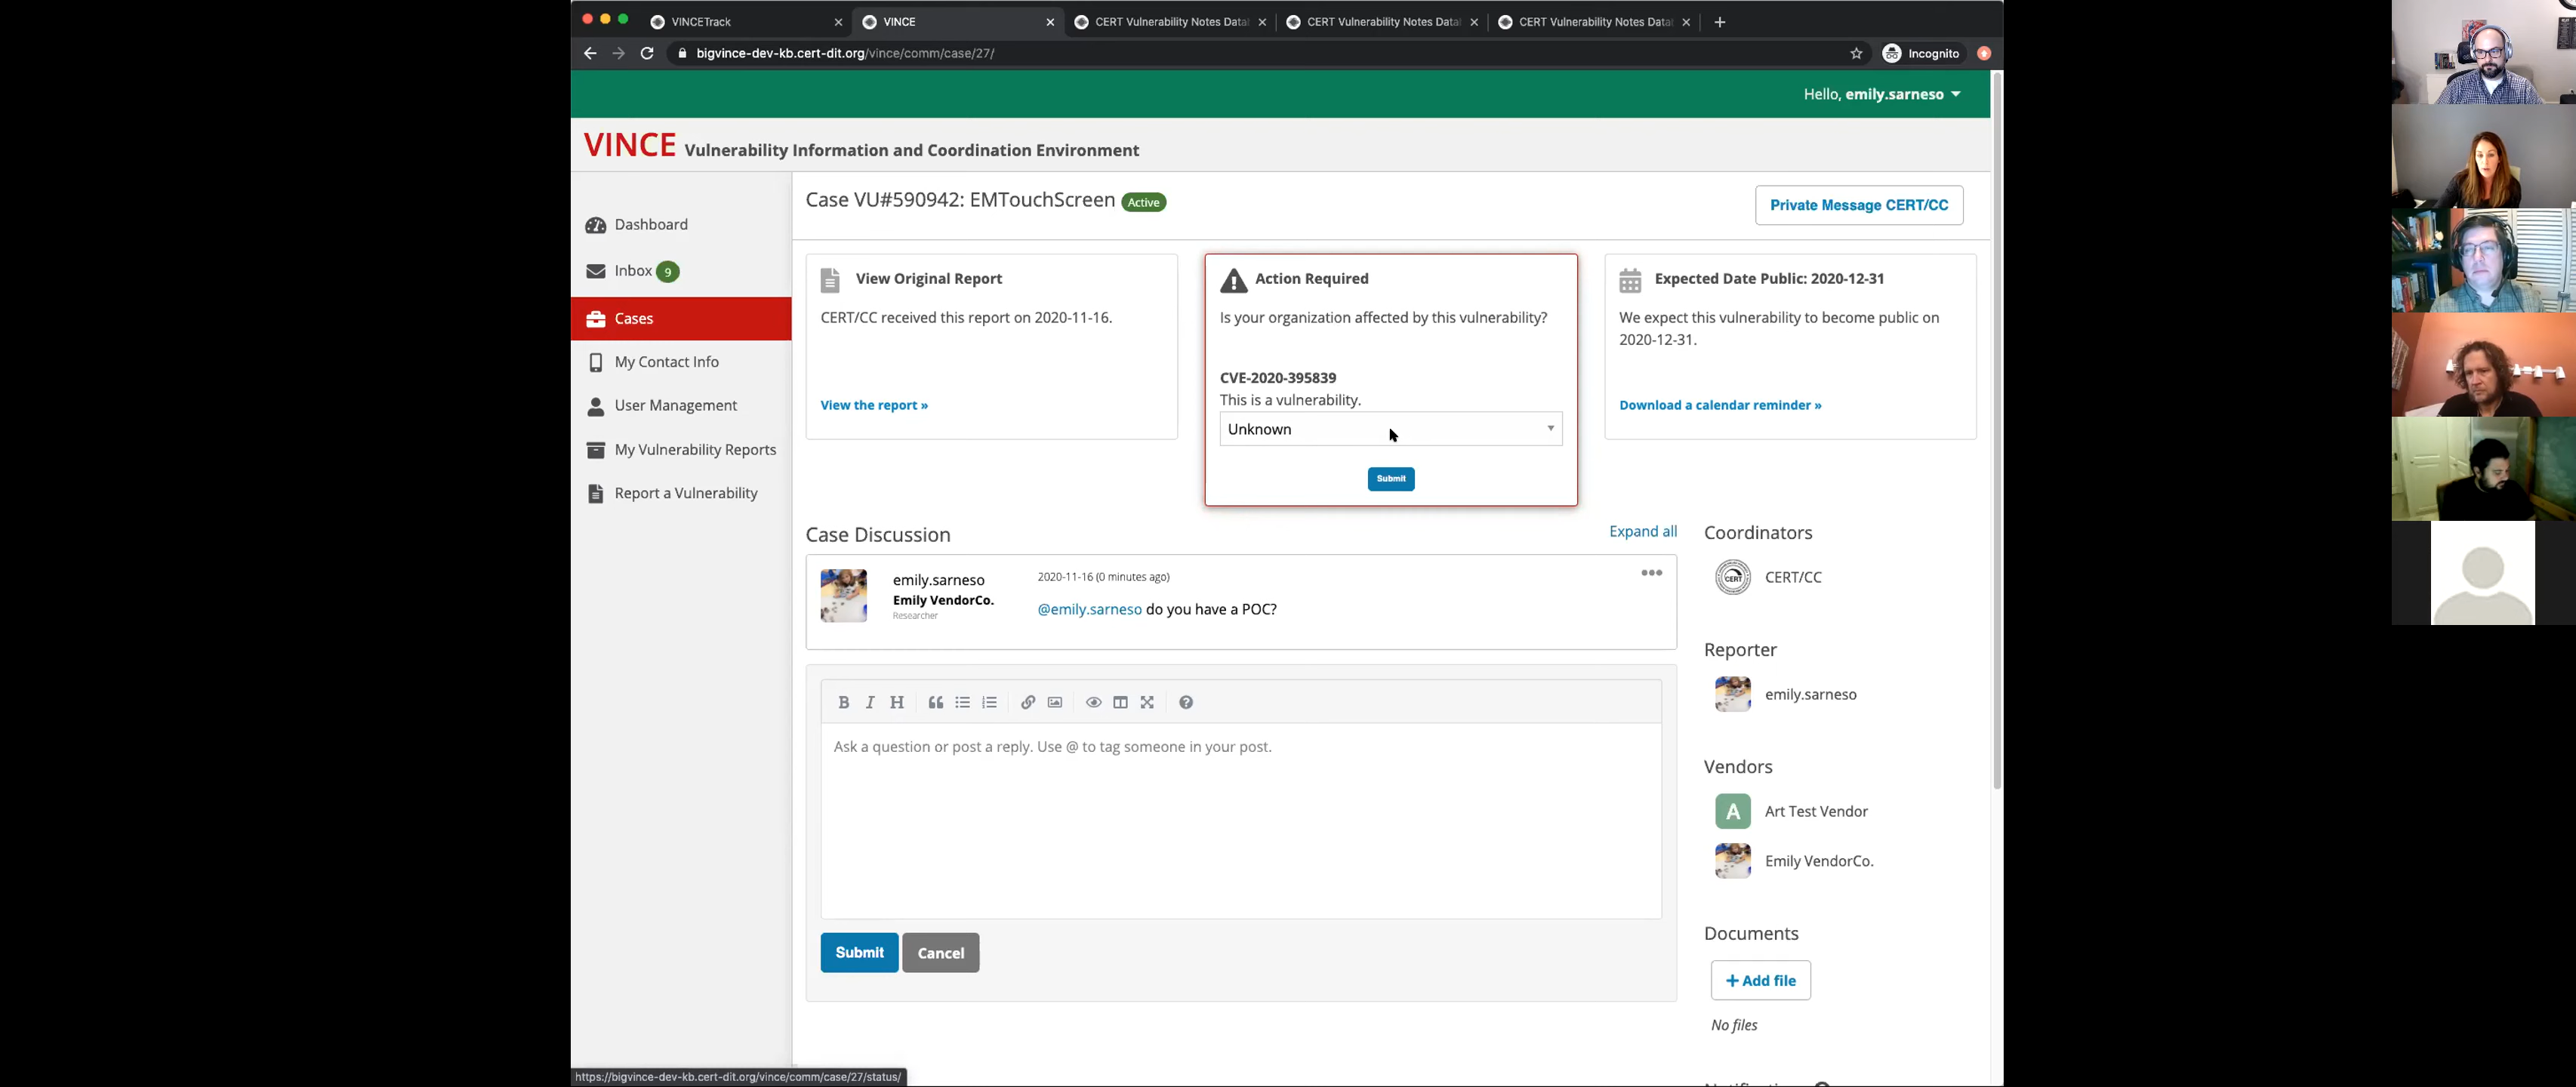 VINCETrack
VINCE
CERT Vulnerability Notes Data
CERT Vulnerability Notes Data
CERT Vulnerability Notes Data
bigvince-dev-kb.cert-dit.org/vince/comm/case/27/
Incognito
Hello, emily.sarneso
VINCE Vulnerability Information and Coordination Environment
Dashboard
Inbox 9
Cases
My Contact Info
User Management
My Vulnerability Reports
Report a Vulnerability
Case VU#590942: EMTouchScreen Active
Private Message CERT/CC
View Original Report
CERT/CC received this report on 2020-11-16.
View the report »
Action Required
Is your organization affected by this vulnerability?
CVE-2020-395839
This is a vulnerability.
Unknown
Submit
Expected Date Public: 2020-12-31
We expect this vulnerability to become public on
2020-12-31.
Download a calendar reminder »
Case Discussion
Expand all
emily.sarneso
Emily VendorCo.
Researcher
2020-11-16 (0 minutes ago)
@emily.sarneso do you have a POC?
B I H
Ask a question or post a reply. Use @ to tag someone in your post.
Submit
Cancel
Coordinators
CERT
CERT/CC
Reporter
emily.sarneso
Vendors
A
Art Test Vendor
Emily VendorCo.
Documents
+ Add file
No files
https://bigvince-dev-kb.cert-dit.org/vince/comm/case/27/status/